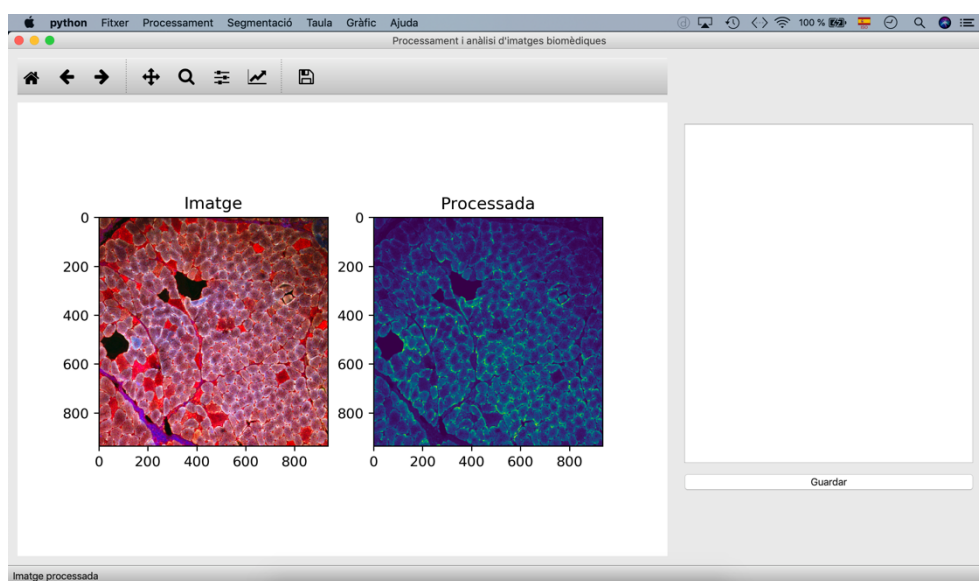 python Fitxer Processament Segmentació Taula Gràfic Ajuda 100 %
Processament i anàlisi d'imatges biomèdiques
Imatge
Processada
0
200
400
600
800
0 200 400 600 800
0
200
400
600
800
0 200 400 600 800
Guardar
Imatge processada